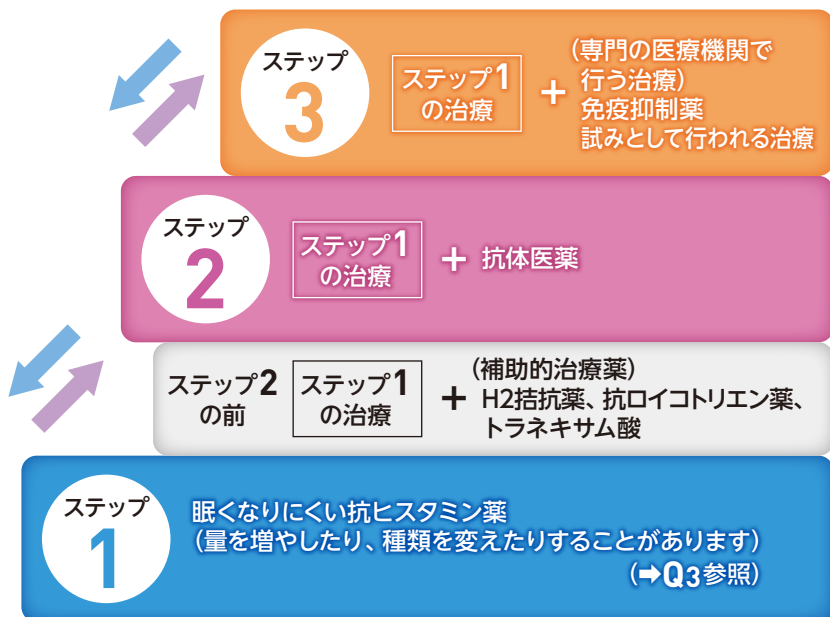 ステップ
3
ステップ1
の治療
+
(専門の医療機関で
行う治療)
免疫抑制薬
試みとして行われる治療
ステップ
2
ステップ1
の治療
+
抗体医薬
ステップ2
の前
ステップ1
の治療
+
(補助的治療薬)
H2拮抗薬、抗ロイコトリエン薬、
トラネキサム酸
ステップ
1
眠くなりにくい抗ヒスタミン薬
(量を増やしたり、種類を変えたりすることがあります)
(➡Q3参照)